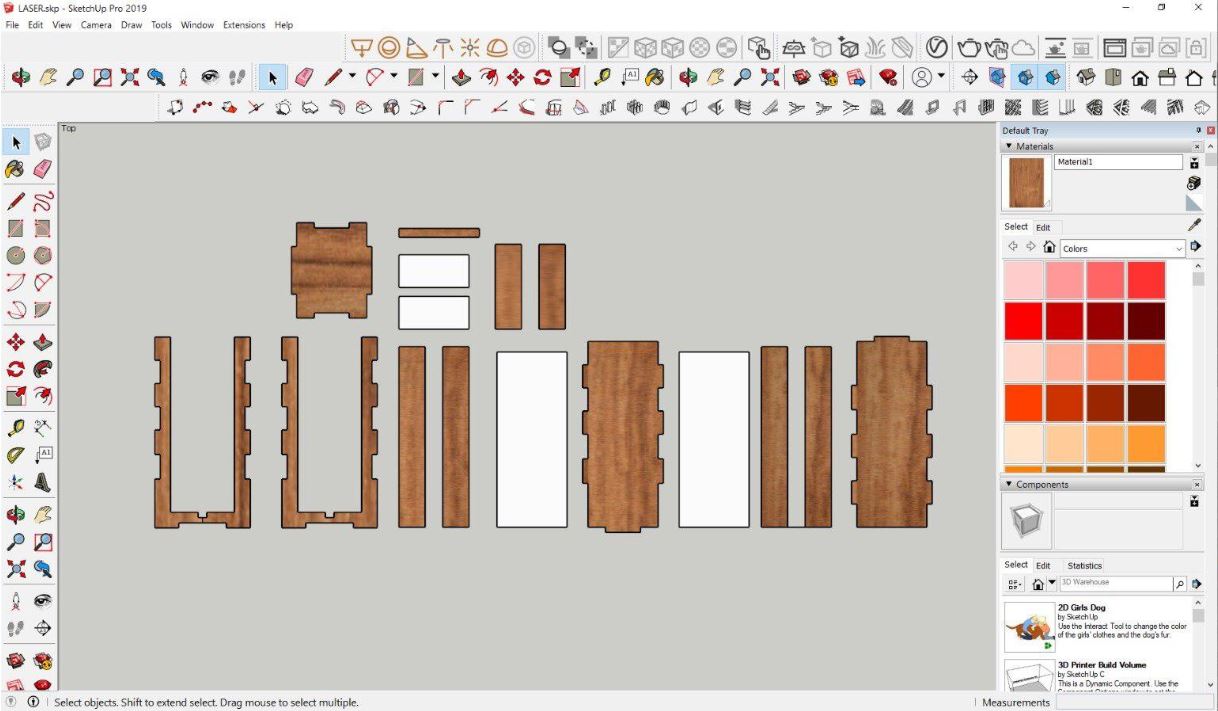 LASER.skp - SketchUp Pro 2019
File Edit View Camera Draw Tools Window Extensions Help
A1
Top
Default Tray
Materials
Material1
Select Edit
Colors
A1
Components
Select Edit Statistics
3D Warehouse
2D Girls Dog
by SketchUp
Use the Interact Tool to change the color
of the girls' clothes and the dog's fur.
3D Printer Build Volume
by SketchUp C
This is a Dynamic Component. Use the
Select objects. Shift to extend select. Drag mouse to select multiple.
Measurements